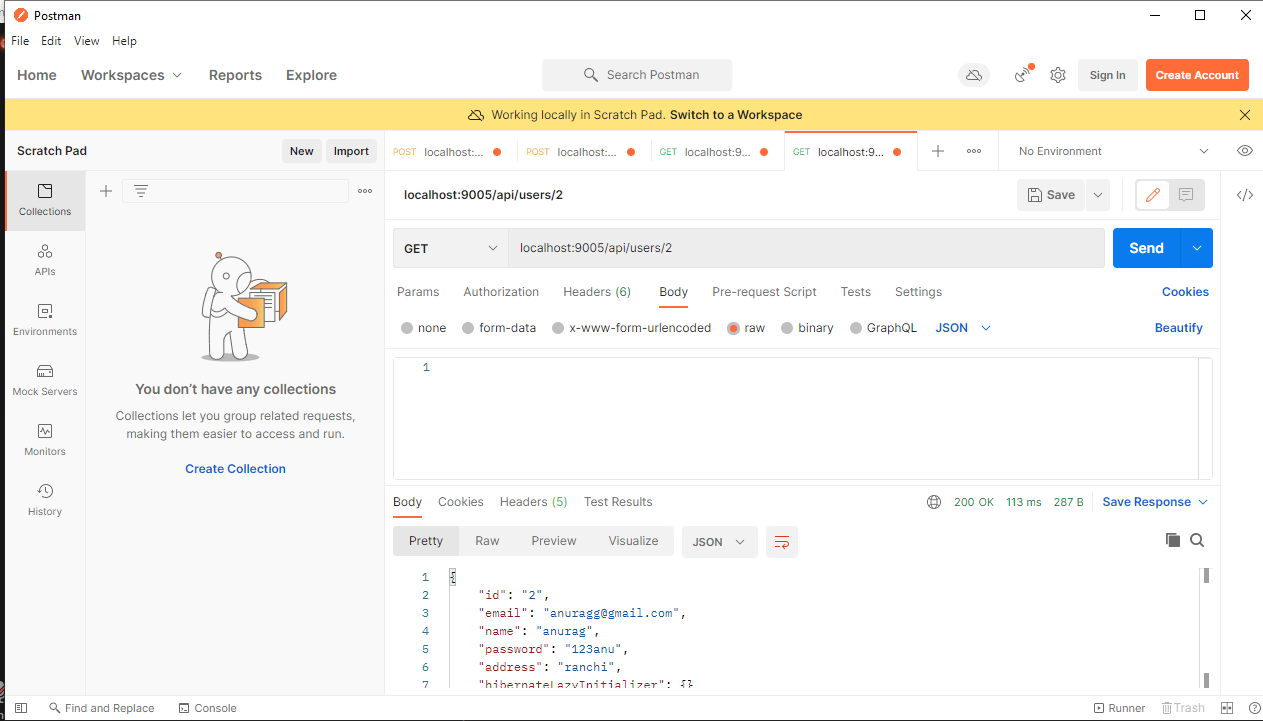 Postman
File Edit View Help
Home Workspaces Reports Explore Search Postman Sign In Create Account
Working locally in Scratch Pad. Switch to a Workspace
Scratch Pad New Import POST localhost:... POST localhost:... GET localhost:9... GET localhost:9... No Environment
Collections
APIs
Environments
Mock Servers
Monitors
History
You don't have any collections
Collections let you group related requests,
making them easier to access and run.
Create Collection
localhost:9005/api/users/2 Save
GET localhost:9005/api/users/2 Send
Params Authorization Headers (6) Body Pre-request Script Tests Settings Cookies
none form-data x-www-form-urlencoded raw binary GraphQL JSON Beautify
1
Body Cookies Headers (5) Test Results 200 OK 113 ms 287 B Save Response
Pretty Raw Preview Visualize JSON
1 {
2 "id": "2",
3 "email": "anuragg@gmail.com",
4 "name": "anurag",
5 "password": "123anu",
6 "address": "ranchi",
7 "hibernateLazyInitializer": {}
Find and Replace Console Runner Trash